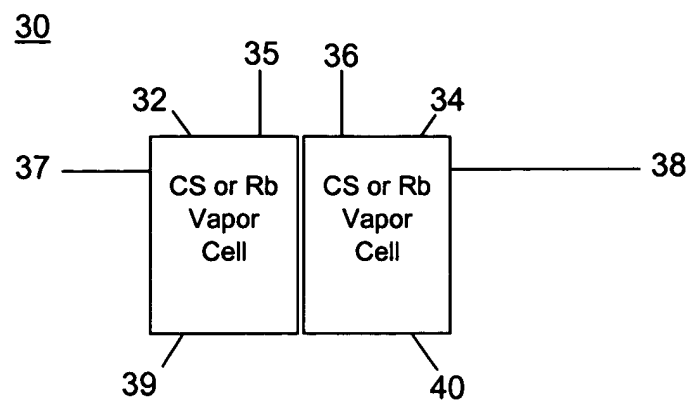 30
35 36
32 34
37 38
CS or Rb CS or Rb
Vapor Vapor
Cell Cell
39 40